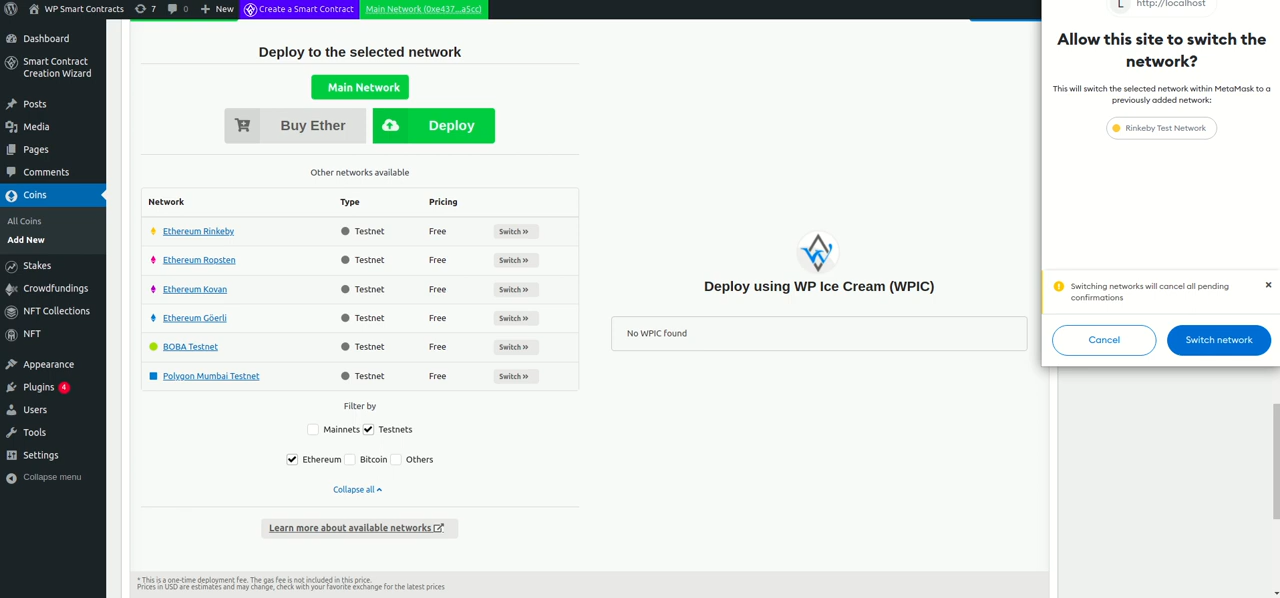 WP Smart Contracts
7
0
New
Create a Smart Contract
Main Network (0xe437...a5cc)
Dashboard
Smart Contract
Creation Wizard
Posts
Media
Pages
Comments
Coins
All Coins
Add New
Stakes
Crowdfundings
NFT Collections
NFT
Appearance
Plugins 4
Users
Tools
Settings
Collapse menu
Deploy to the selected network
Main Network
Buy Ether
Deploy
Other networks available
Network Type Pricing
Ethereum Rinkeby Testnet Free Switch »
Ethereum Ropsten Testnet Free Switch »
Ethereum Kovan Testnet Free Switch »
Ethereum Göerli Testnet Free Switch »
BOBA Testnet Testnet Free Switch »
Polygon Mumbai Testnet Testnet Free Switch »
Filter by
Mainnets Testnets
Ethereum Bitcoin Others
Collapse all
Learn more about available networks
* This is a one-time deployment fee. The gas fee is not included in this price.
Prices in USD are estimates and may change, check with your favorite exchange for the latest prices
Deploy using WP Ice Cream (WPIC)
No WPIC found
L http://localhost
Allow this site to switch the
network?
This will switch the selected network within MetaMask to a
previously added network:
Rinkeby Test Network
Switching networks will cancel all pending
confirmations
Cancel
Switch network